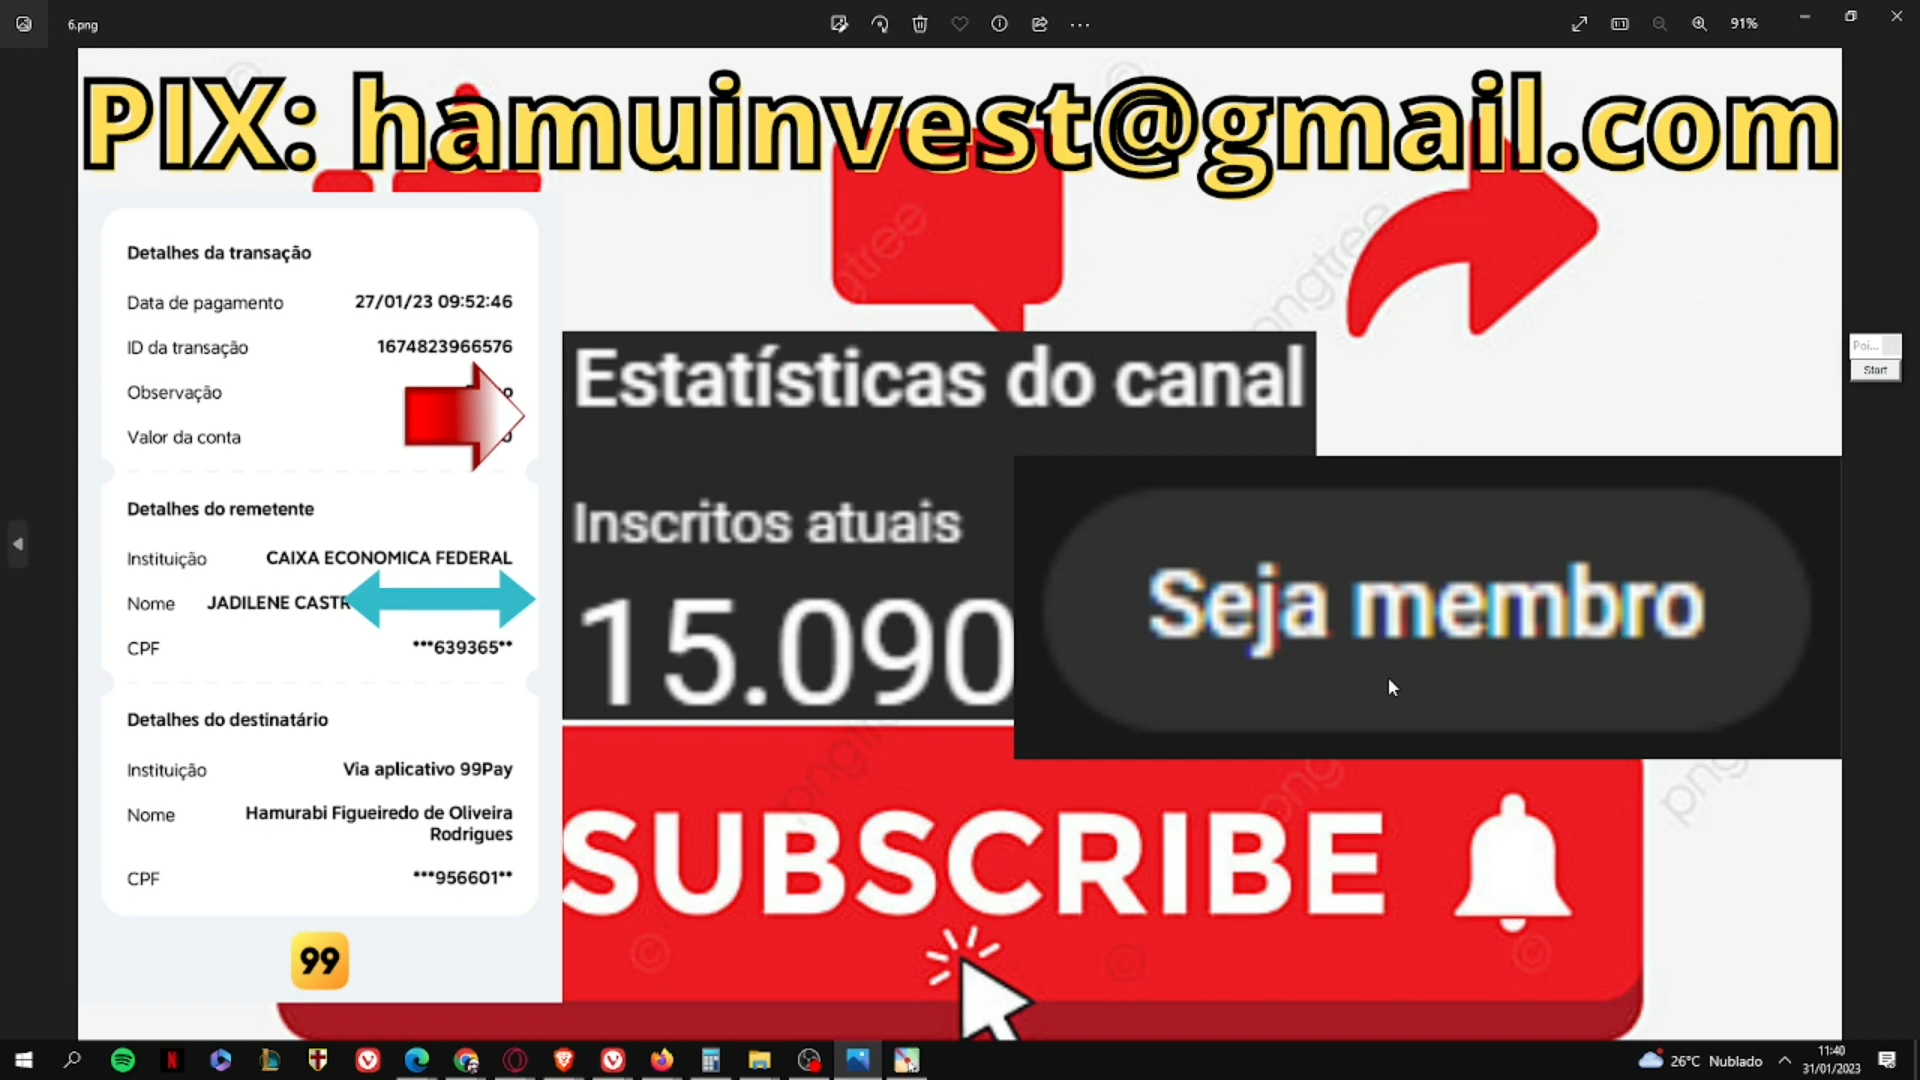 6.png
91%
PIX: hamuinvest@gmail.com
Detalhes da transação
Data de pagamento 27/01/23 09:52:46
ID da transação 1674823966576
Observação
Valor da conta
Detalhes do remetente
Instituição CAIXA ECONOMICA FEDERAL
Nome JADILENE CASTR
CPF ***639365**
Detalhes do destinatário
Instituição Via aplicativo 99Pay
Nome Hamurabi Figueiredo de Oliveira
Rodrigues
CPF ***956601**
99
Estatísticas do canal
Inscritos atuais
15.090
Seja membro
SUBSCRIBE
pngtree
pngtree
Poi...
Start
26°C Nublado
11:40
31/01/2023